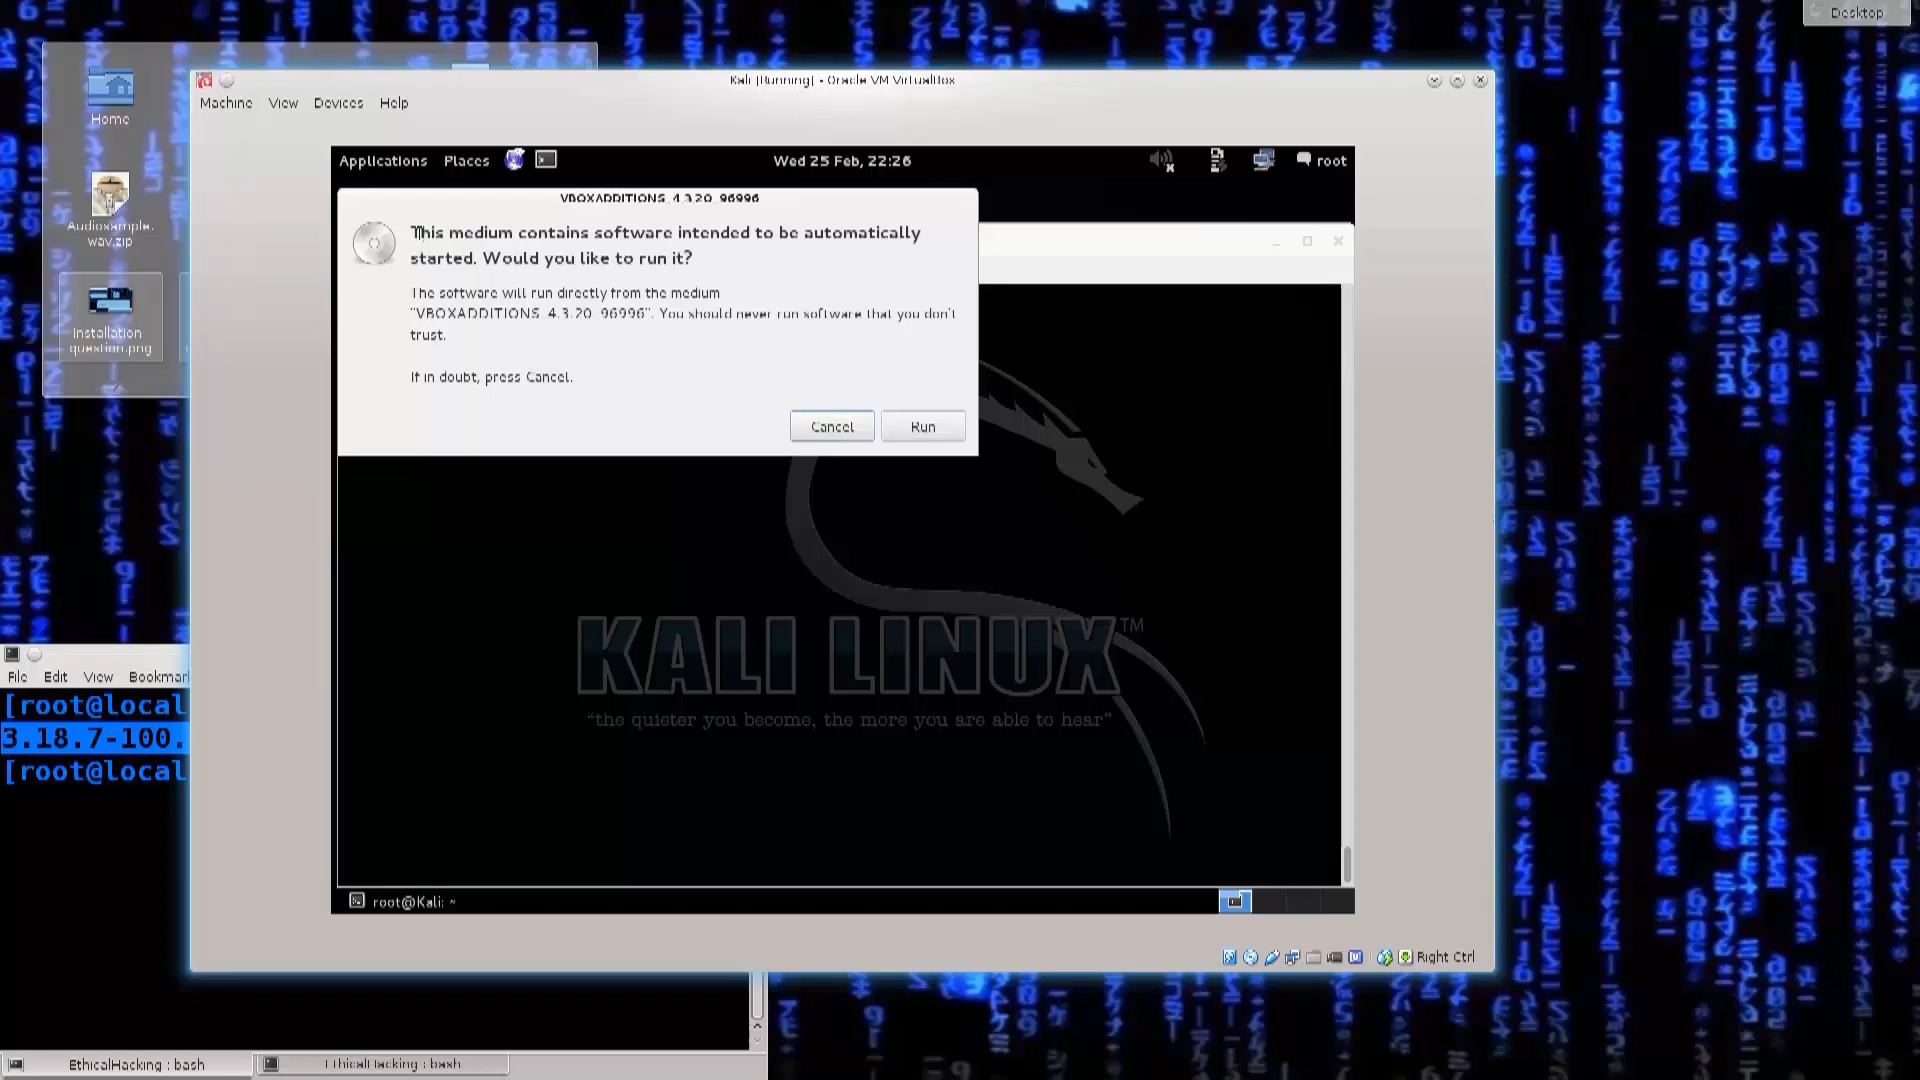 Desktop
Kali [Running] - Oracle VM VirtualBox
Machine View Devices Help
Home
Audioxample.
wav.zip
Installation
question.png
Applications Places Wed 25 Feb, 22:26 root
VBOXADDITIONS_4.3.20_96996
This medium contains software intended to be automatically
started. Would you like to run it?
The software will run directly from the medium
"VBOXADDITIONS_4.3.20_96996". You should never run software that you don't
trust.
If in doubt, press Cancel.
Cancel Run
KALI LINUX™
“the quieter you become, the more you are able to hear”
File Edit View Bookmar
[root@local
3.18.7-100.
[root@local
root@Kali: ~
Right Ctrl
EthicalHacking : bash
EthicalHacking : bash